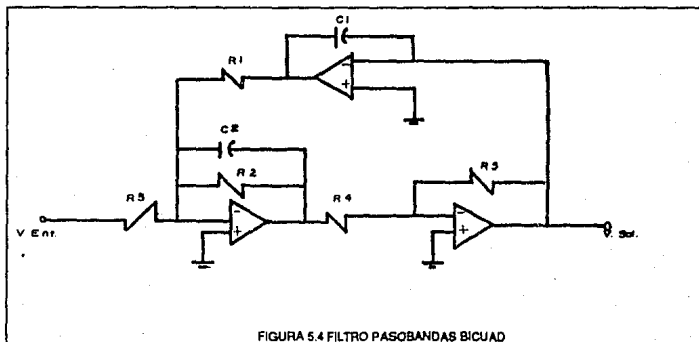 C1
R1
C2
R2
R5
R3
R4
V. Ent.
V. Sal.
FIGURA 5.4 FILTRO PASOBANDAS BICUAD